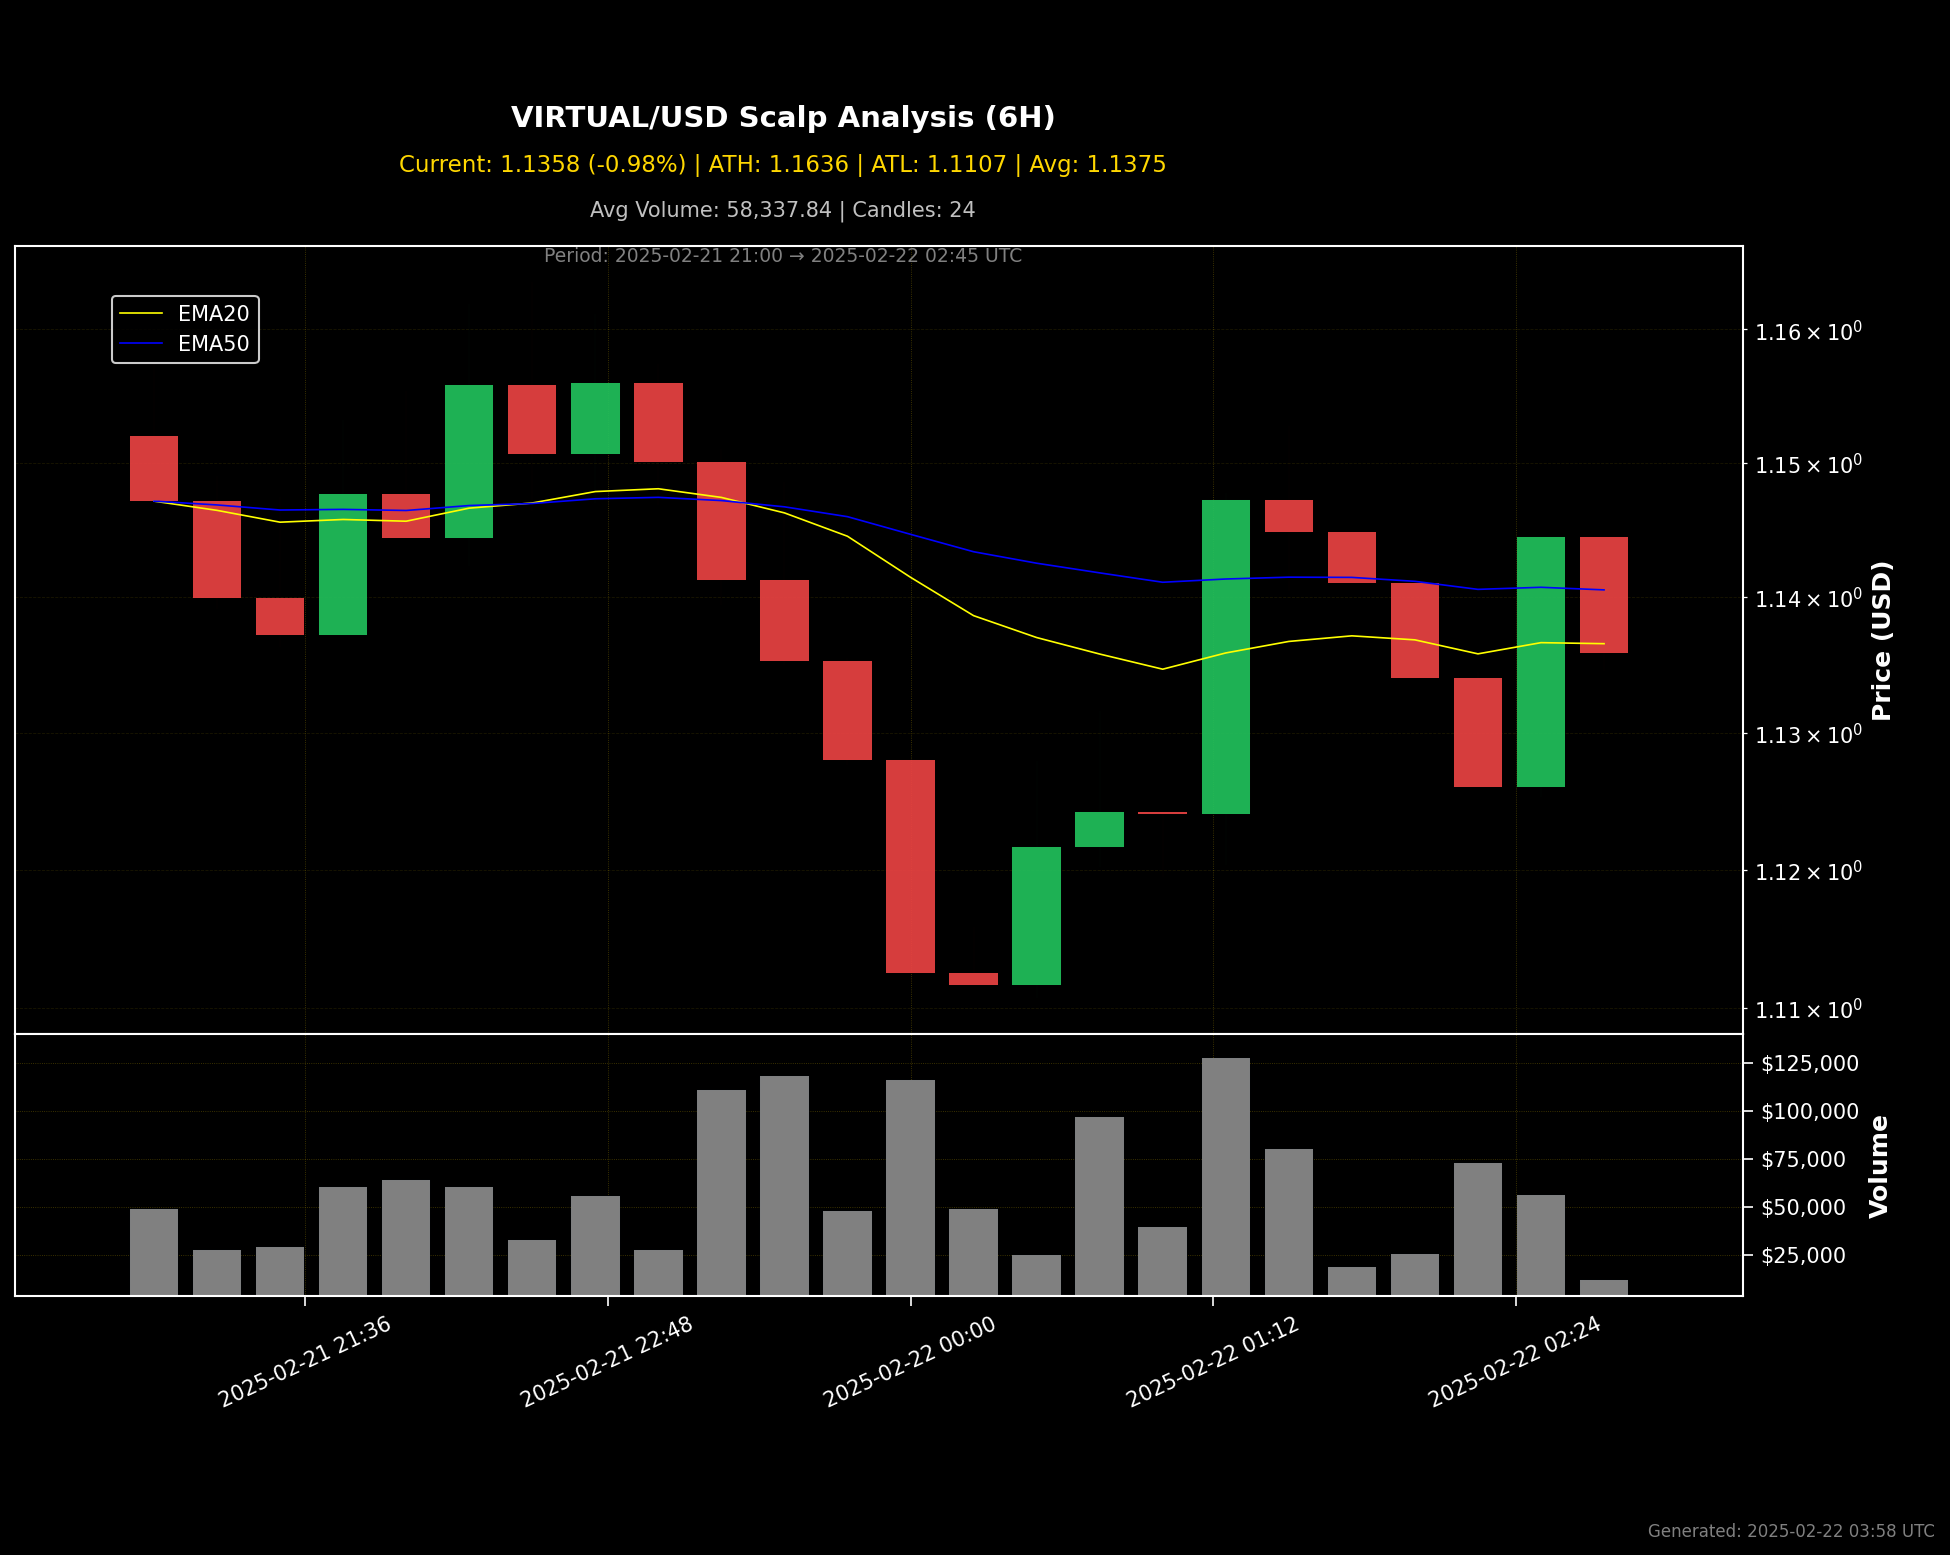 VIRTUAL/USD Scalp Analysis (6H)
Current: 1.1358 (-0.98%) | ATH: 1.1636 | ATL: 1.1107 | Avg: 1.1375
Avg Volume: 58,337.84 | Candles: 24
Period: 2025-02-21 21:00 → 2025-02-22 02:45 UTC
EMA20
EMA50
1.16 × 10⁰
1.15 × 10⁰
1.14 × 10⁰
1.13 × 10⁰
1.12 × 10⁰
1.11 × 10⁰
Price (USD)
$125,000
$100,000
$75,000
$50,000
$25,000
Volume
2025-02-21 21:36
2025-02-21 22:48
2025-02-22 00:00
2025-02-22 01:12
2025-02-22 02:24
Generated: 2025-02-22 03:58 UTC